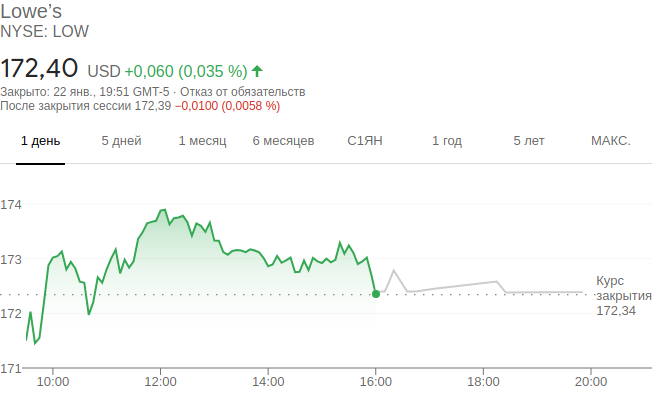 Lowe’s
NYSE: LOW
172,40 USD +0,060 (0,035 %)
Закрыто: 22 янв., 19:51 GMT-5 · Отказ от обязательств
После закрытия сессии 172,39 −0,0100 (0,0058 %)
1 день 5 дней 1 месяц 6 месяцев С1ЯН 1 год 5 лет МАКС.
174
173
172
171
Курс
закрытия
172,34
10:00 12:00 14:00 16:00 18:00 20:00